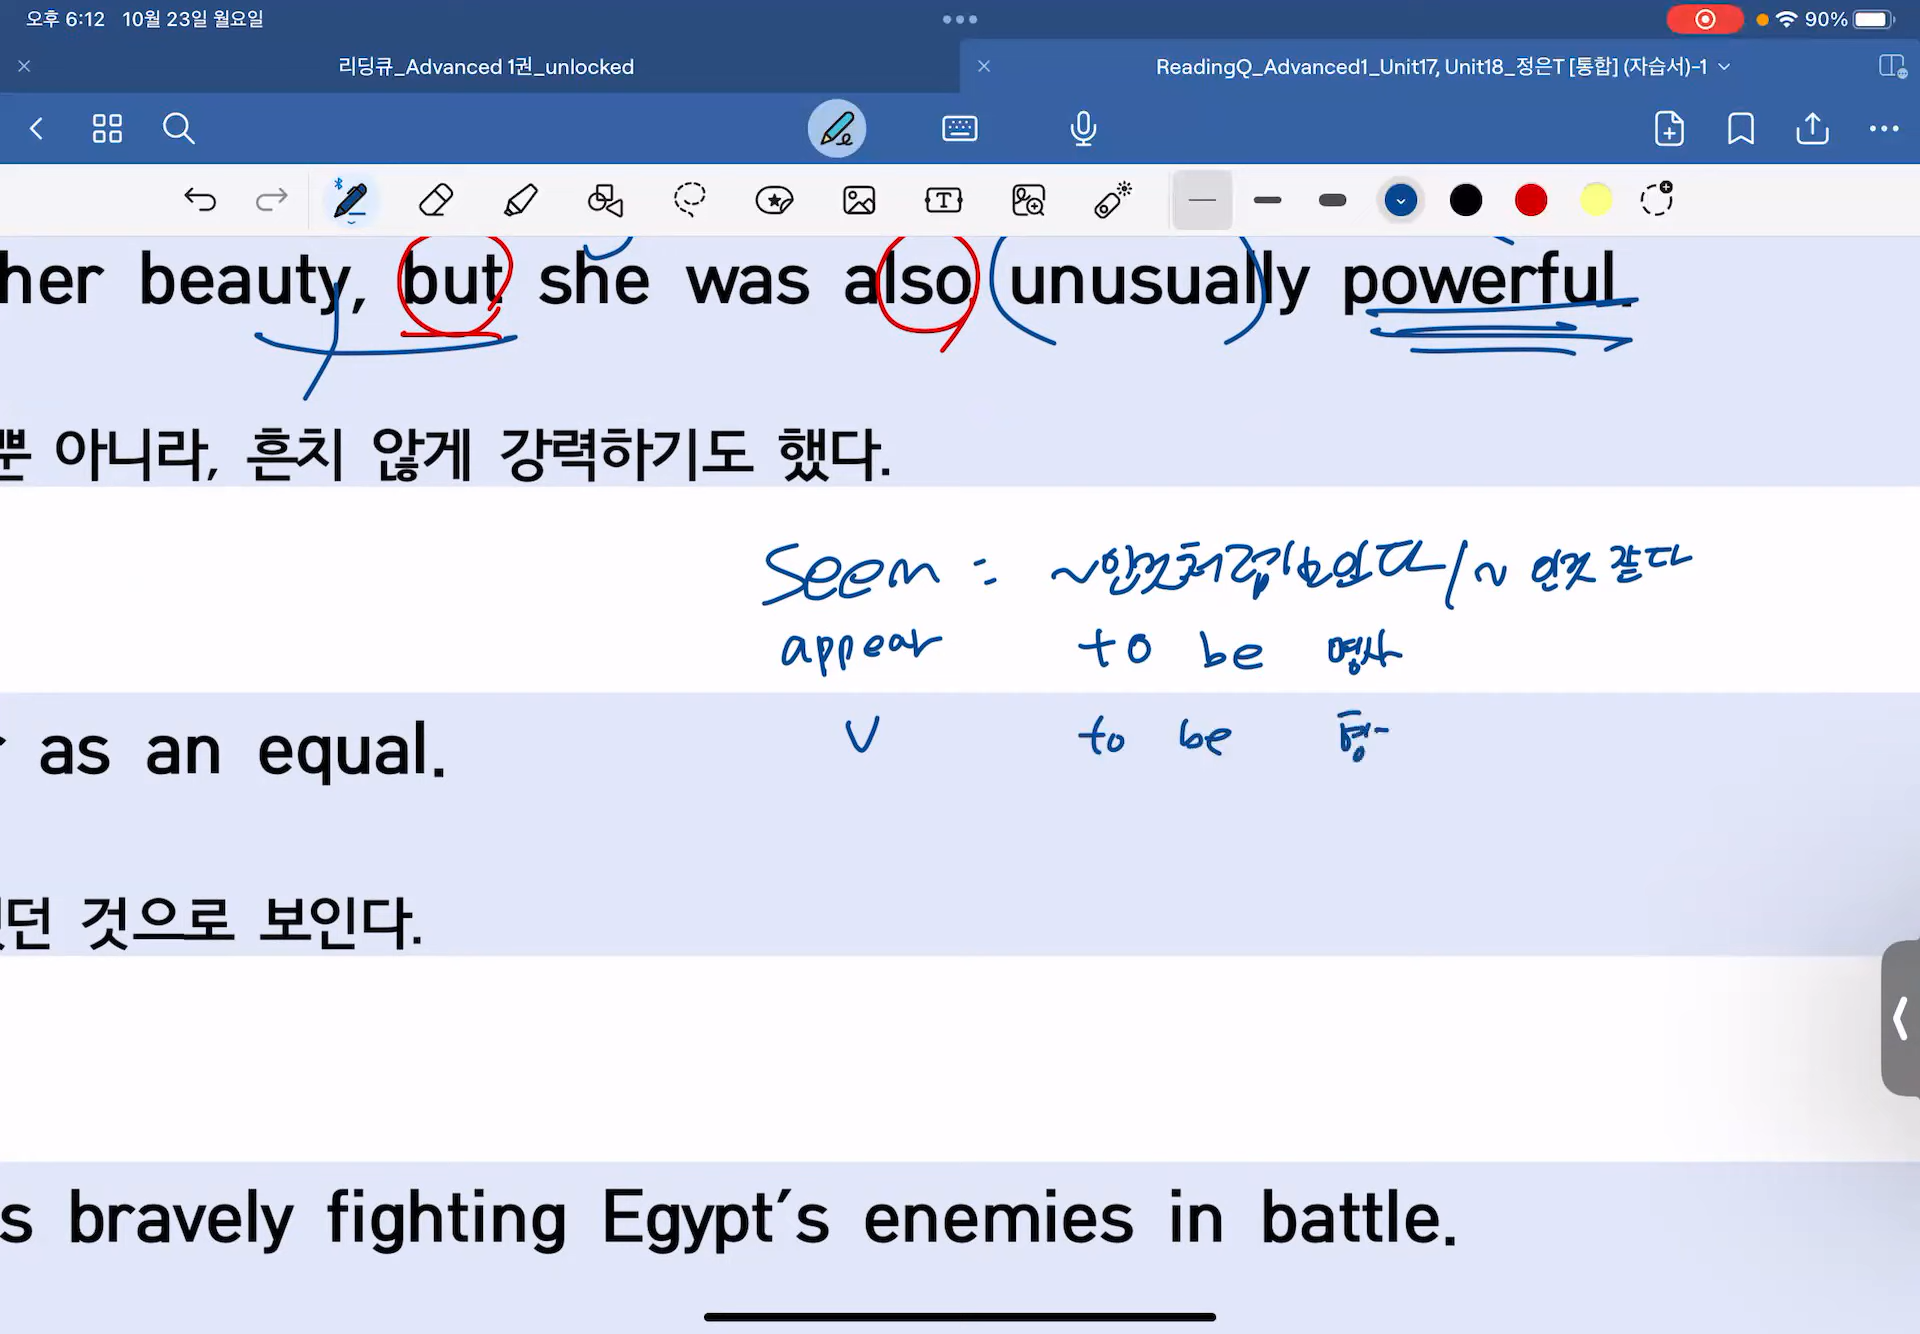 오후 6:12 10월 23일 월요일 90%
리딩큐_Advanced 1권_unlocked
ReadingQ_Advanced1_Unit17, Unit18_정은T [통합] (자습서)-1
her beauty, but she was also unusually powerful.
뿐 아니라, 흔치 않게 강력하기도 했다.
Seem = ~인것처럼 보인다 / ~ 인것 같다
appear to be 명사
as an equal.
V to be 형
던 것으로 보인다.
s bravely fighting Egypt's enemies in battle.